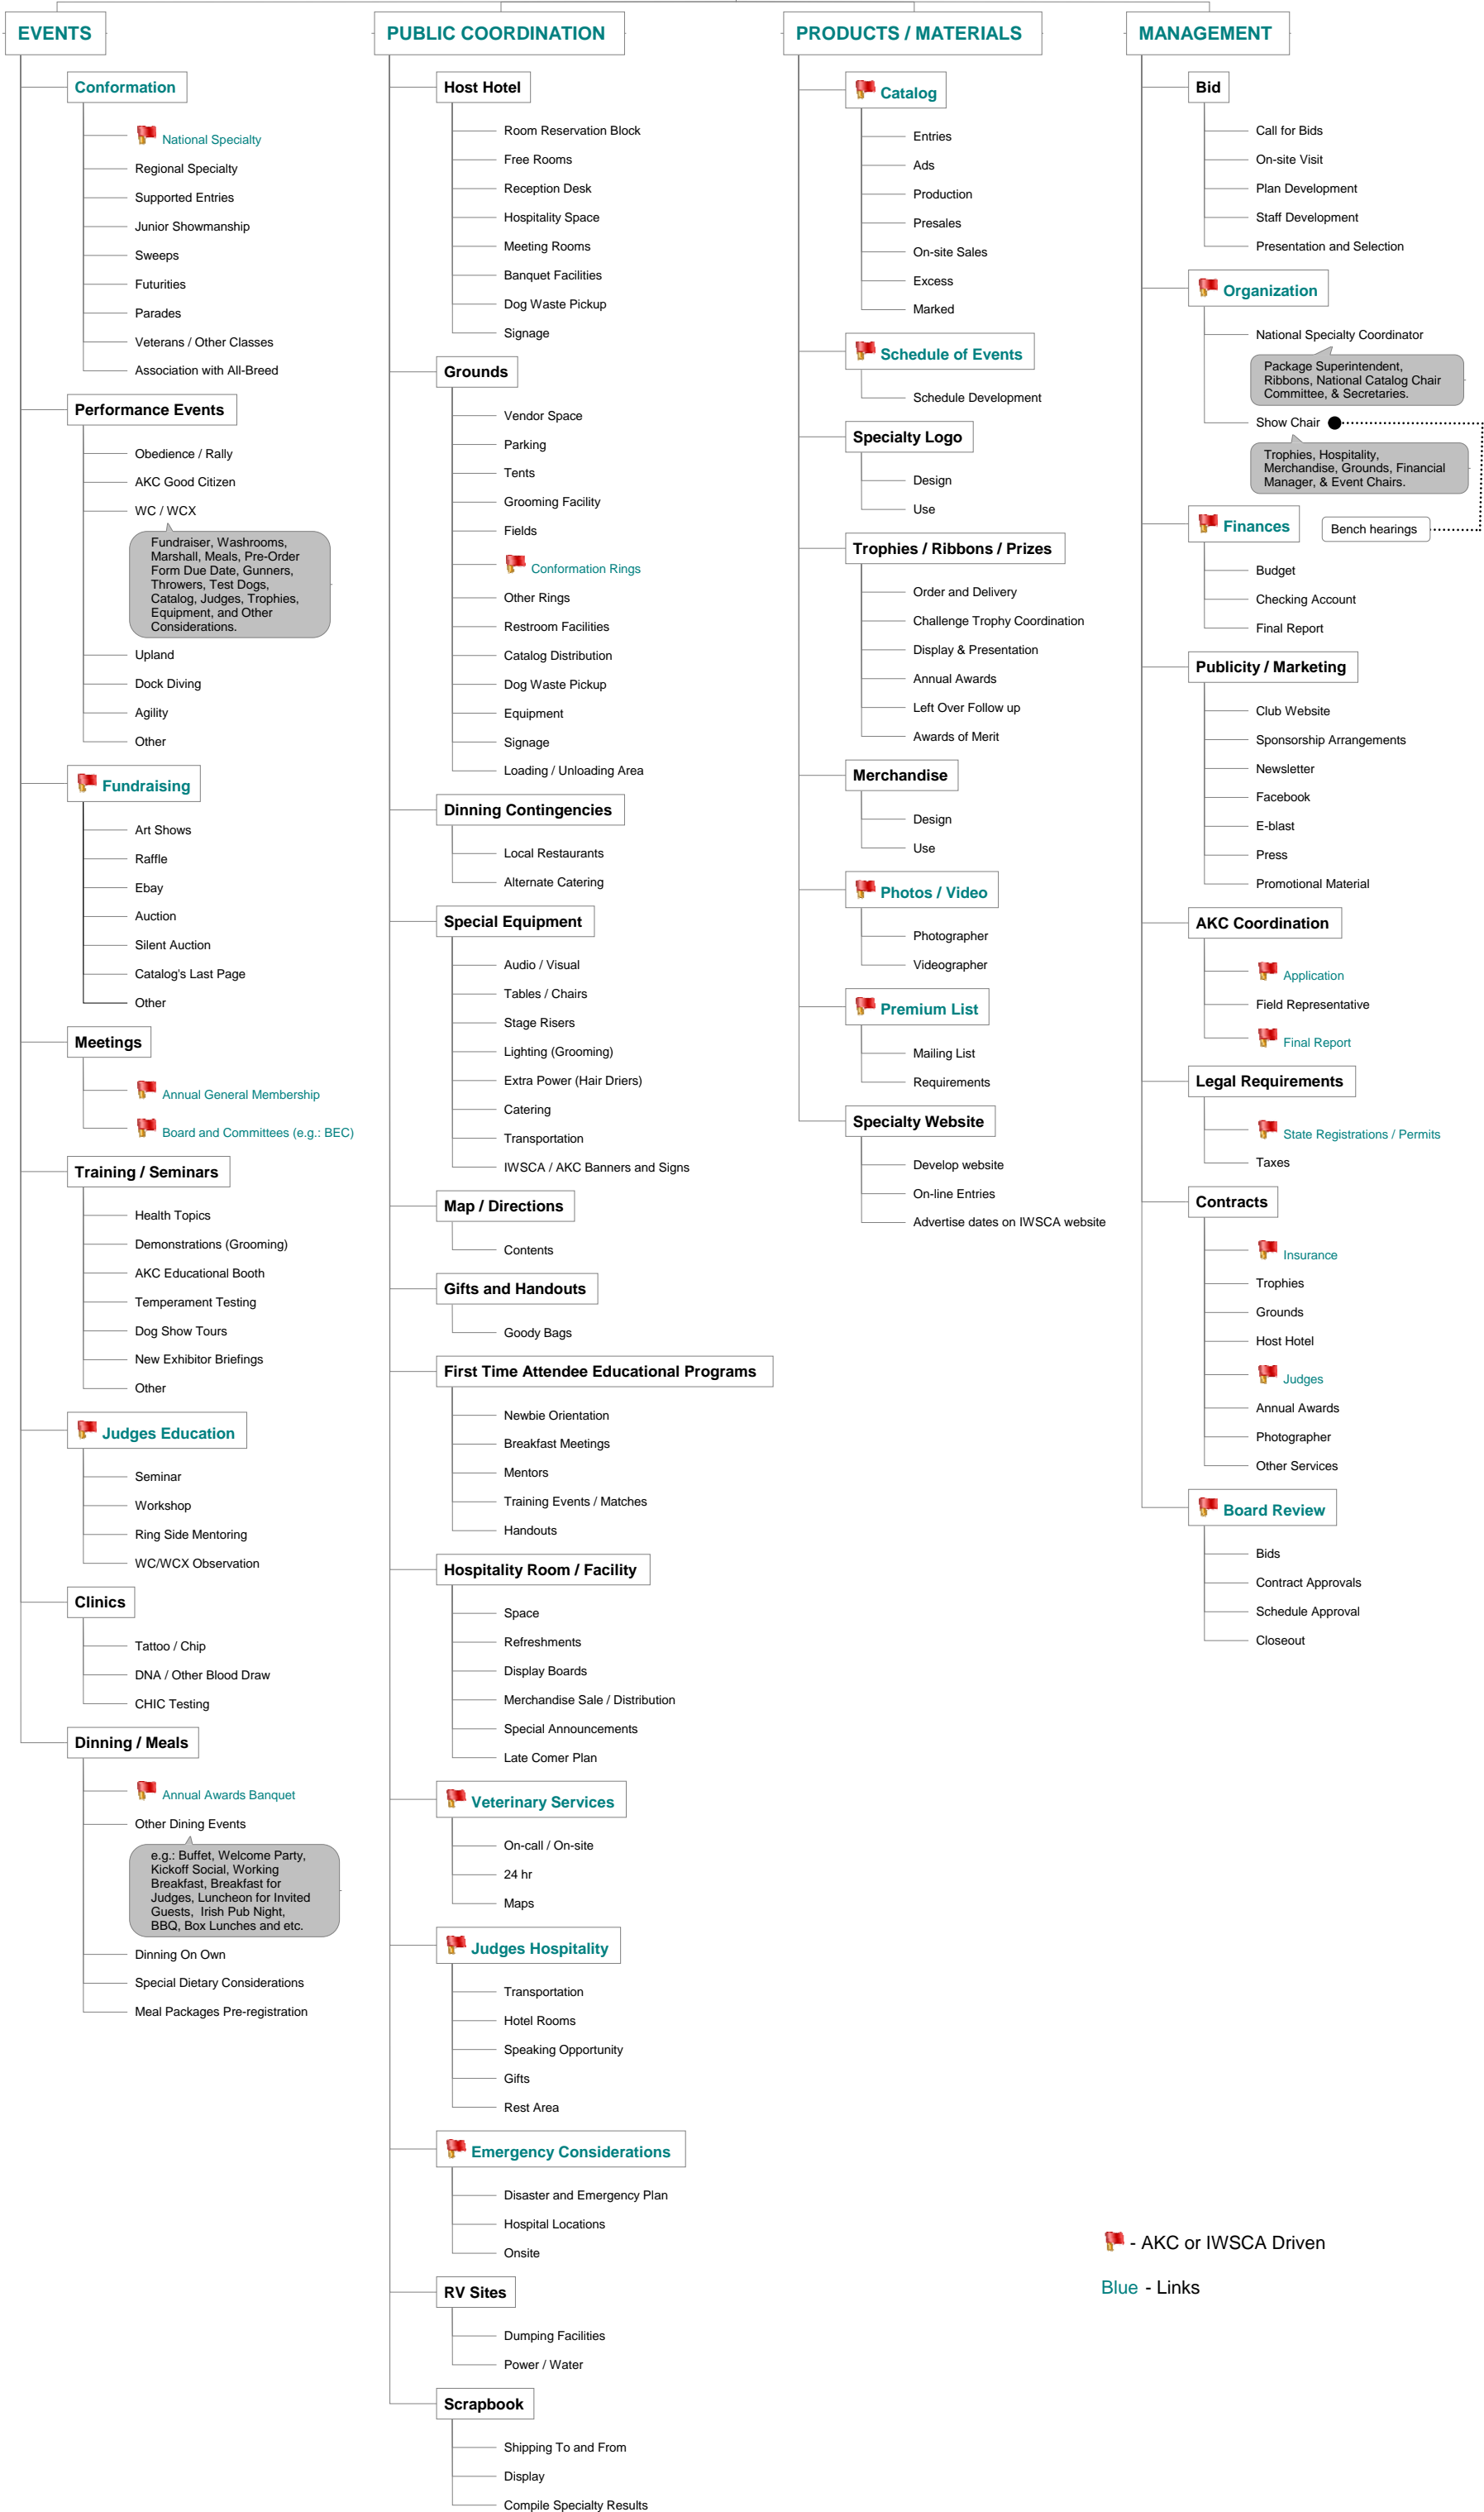 EVENTS
Conformation
National Specialty
Regional Specialty
Supported Entries
Junior Showmanship
Sweeps
Futurities
Parades
Veterans / Other Classes
Association with All-Breed
Performance Events
Obedience / Rally
AKC Good Citizen
WC / WCX
Fundraiser, Washrooms,
Marshall, Meals, Pre-Order
Form Due Date, Gunners,
Throwers, Test Dogs,
Catalog, Judges, Trophies,
Equipment, and Other
Considerations.
Upland
Dock Diving
Agility
Other
Fundraising
Art Shows
Raffle
Ebay
Auction
Silent Auction
Catalog's Last Page
Other
Meetings
Annual General Membership
Board and Committees (e.g.: BEC)
Training / Seminars
Health Topics
Demonstrations (Grooming)
AKC Educational Booth
Temperament Testing
Dog Show Tours
New Exhibitor Briefings
Other
Judges Education
Seminar
Workshop
Ring Side Mentoring
WC/WCX Observation
Clinics
Tattoo / Chip
DNA / Other Blood Draw
CHIC Testing
Dinning / Meals
Annual Awards Banquet
Other Dining Events
e.g.: Buffet, Welcome Party,
Kickoff Social, Working
Breakfast, Breakfast for
Judges, Luncheon for Invited
Guests, Irish Pub Night,
BBQ, Box Lunches and etc.
Dinning On Own
Special Dietary Considerations
Meal Packages Pre-registration
PUBLIC COORDINATION
Host Hotel
Room Reservation Block
Free Rooms
Reception Desk
Hospitality Space
Meeting Rooms
Banquet Facilities
Dog Waste Pickup
Signage
Grounds
Vendor Space
Parking
Tents
Grooming Facility
Fields
Conformation Rings
Other Rings
Restroom Facilities
Catalog Distribution
Dog Waste Pickup
Equipment
Signage
Loading / Unloading Area
Dinning Contingencies
Local Restaurants
Alternate Catering
Special Equipment
Audio / Visual
Tables / Chairs
Stage Risers
Lighting (Grooming)
Extra Power (Hair Driers)
Catering
Transportation
IWSCA / AKC Banners and Signs
Map / Directions
Contents
Gifts and Handouts
Goody Bags
First Time Attendee Educational Programs
Newbie Orientation
Breakfast Meetings
Mentors
Training Events / Matches
Handouts
Hospitality Room / Facility
Space
Refreshments
Display Boards
Merchandise Sale / Distribution
Special Announcements
Late Comer Plan
Veterinary Services
On-call / On-site
24 hr
Maps
Judges Hospitality
Transportation
Hotel Rooms
Speaking Opportunity
Gifts
Rest Area
Emergency Considerations
Disaster and Emergency Plan
Hospital Locations
Onsite
RV Sites
Dumping Facilities
Power / Water
Scrapbook
Shipping To and From
Display
Compile Specialty Results
PRODUCTS / MATERIALS
Catalog
Entries
Ads
Production
Presales
On-site Sales
Excess
Marked
Schedule of Events
Schedule Development
Specialty Logo
Design
Use
Trophies / Ribbons / Prizes
Order and Delivery
Challenge Trophy Coordination
Display & Presentation
Annual Awards
Left Over Follow up
Awards of Merit
Merchandise
Design
Use
Photos / Video
Photographer
Videographer
Premium List
Mailing List
Requirements
Specialty Website
Develop website
On-line Entries
Advertise dates on IWSCA website
MANAGEMENT
Bid
Call for Bids
On-site Visit
Plan Development
Staff Development
Presentation and Selection
Organization
National Specialty Coordinator
Package Superintendent,
Ribbons, National Catalog Chair
Committee, & Secretaries.
Show Chair
Trophies, Hospitality,
Merchandise, Grounds, Financial
Manager, & Event Chairs.
Finances
Bench hearings
Budget
Checking Account
Final Report
Publicity / Marketing
Club Website
Sponsorship Arrangements
Newsletter
Facebook
E-blast
Press
Promotional Material
AKC Coordination
Application
Field Representative
Final Report
Legal Requirements
State Registrations / Permits
Taxes
Contracts
Insurance
Trophies
Grounds
Host Hotel
Judges
Annual Awards
Photographer
Other Services
Board Review
Bids
Contract Approvals
Schedule Approval
Closeout
- AKC or IWSCA Driven
Blue - Links